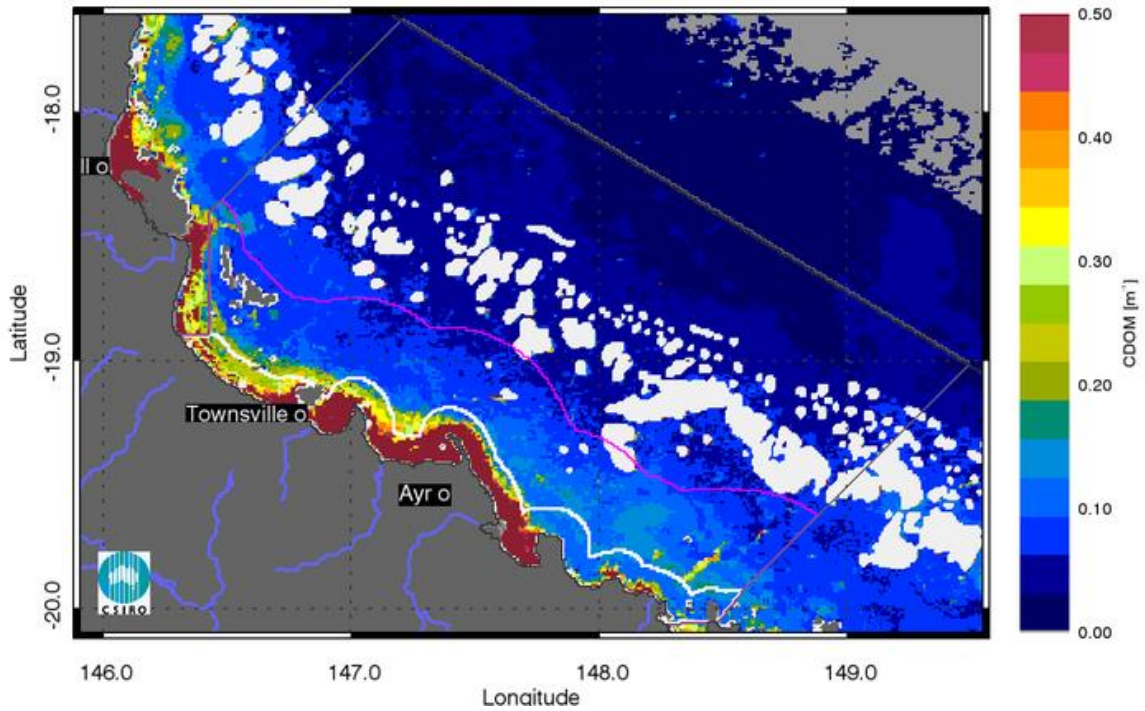 0.50
0.40
0.30
0.20
0.10
0.00
CDOM [m⁻¹]
-18.0
-19.0
-20.0
Latitude
ll o
Townsville o
Ayr o
CSIRO
146.0
147.0
148.0
149.0
Longitude